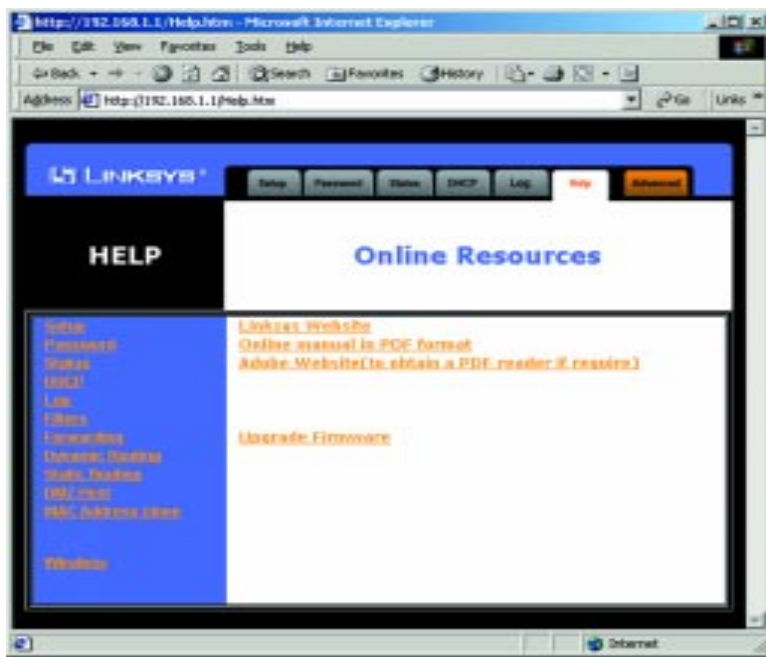 http://192.168.1.1/Help.htm - Microsoft Internet Explorer
File Edit View Favorites Tools Help
Back Search Favorites History
Address http://192.168.1.1/Help.htm Go Links »
LINKSYS®
Setup Password Status DHCP Log Help Advanced
HELP
Online Resources
Setup
Password
Status
DHCP
Log
Filters
Forwarding
Dynamic Routing
Static Routing
DMZ Host
MAC Address clone
Wireless
Linksys Website
Online manual in PDF format
Adobe Website(to obtain a PDF reader if require)
Upgrade Firmware
Internet